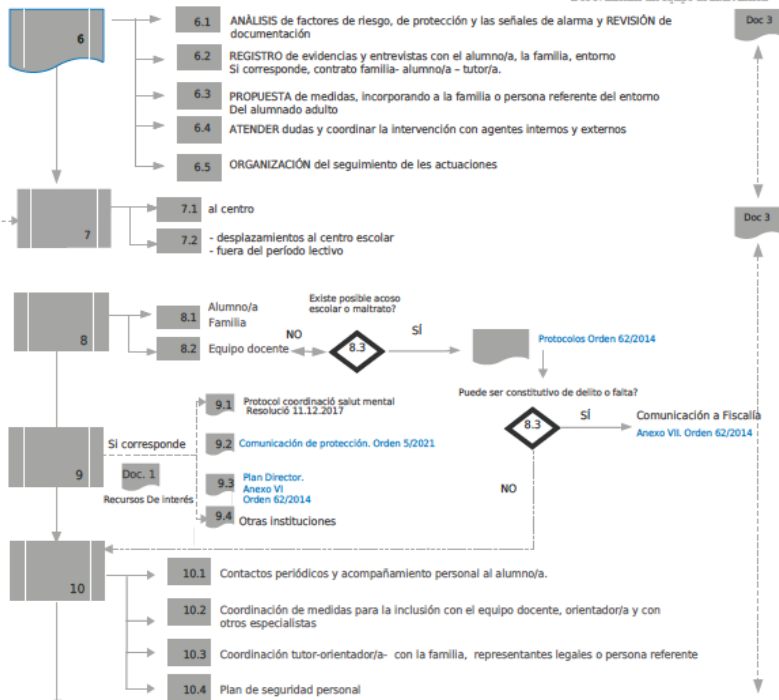 6
6.1 ANÀLISIS de factores de riesgo, de protección y las señales de alarma y REVISIÓN de
documentación
Doc 3
6.2 REGISTRO de evidencias y entrevistas con el alumno/a, la familia, entorno
Si corresponde, contrato familia- alumno/a – tutor/a.
6.3 PROPUESTA de medidas, incorporando a la familia o persona referente del entorno
Del alumnado adulto
6.4 ATENDER dudas y coordinar la intervención con agentes internos y externos
6.5 ORGANIZACIÓN del seguimiento de les actuaciones
7
7.1 al centro
7.2 - desplazamientos al centro escolar
- fuera del período lectivo
Doc 3
8
8.1 Alumno/a
Familia
8.2 Equipo docente
Existe posible acoso
escolar o maltrato?
NO
8.3
SÍ
Protocolos Orden 62/2014
Puede ser constitutivo de delito o falta?
8.3
SÍ
Comunicación a Fiscalía
Anexo VII. Orden 62/2014
NO
9
Si corresponde
Doc. 1
Recursos De interés
9.1 Protocol coordinació salut mental
Resolució 11.12.2017
9.2 Comunicación de protección. Orden 5/2021
9.3 Plan Director.
Anexo VI
Orden 62/2014
9.4 Otras instituciones
10
10.1 Contactos periódicos y acompañamiento personal al alumno/a.
10.2 Coordinación de medidas para la inclusión con el equipo docente, orientador/a y con
otros especialistas
10.3 Coordinación tutor-orientador/a- con la familia, representantes legales o persona referente
10.4 Plan de seguridad personal